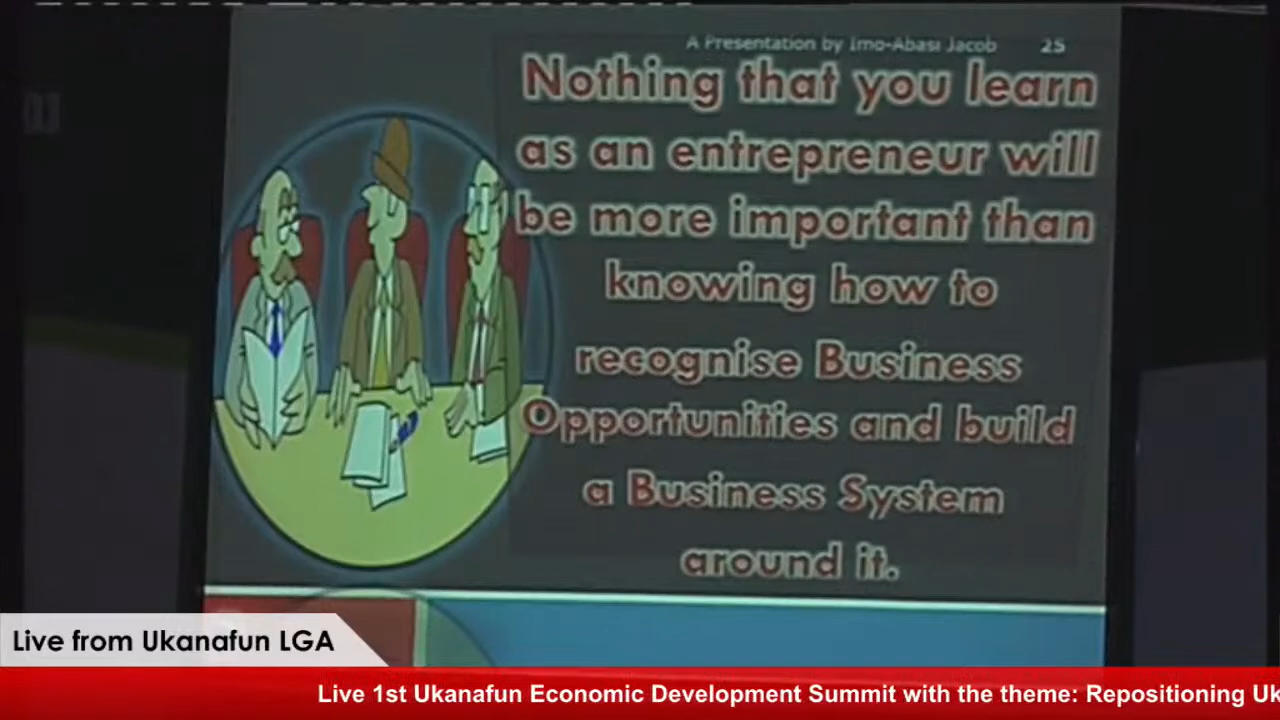 A Presentation by Imo-Abasi Jacob 25
Nothing that you learn
as an entrepreneur will
be more important than
knowing how to
recognise Business
Opportunities and build
a Business System
around it.
Live from Ukanafun LGA
Live 1st Ukanafun Economic Development Summit with the theme: Repositioning Uk